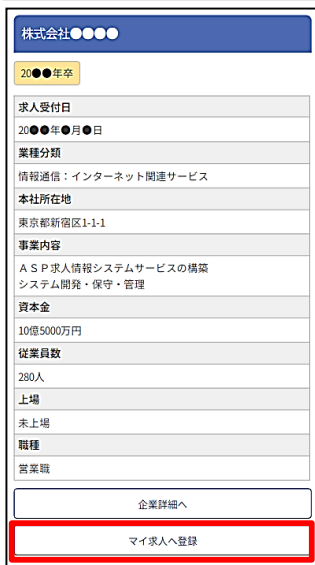 株式会社●●●●
20●●年卒
求人受付日
20●●年●月●日
業種分類
情報通信：インターネット関連サービス
本社所在地
東京都新宿区1-1-1
事業内容
ＡＳＰ求人情報システムサービスの構築
システム開発・保守・管理
資本金
10億5000万円
従業員数
280人
上場
未上場
職種
営業職
企業詳細へ
マイ求人へ登録